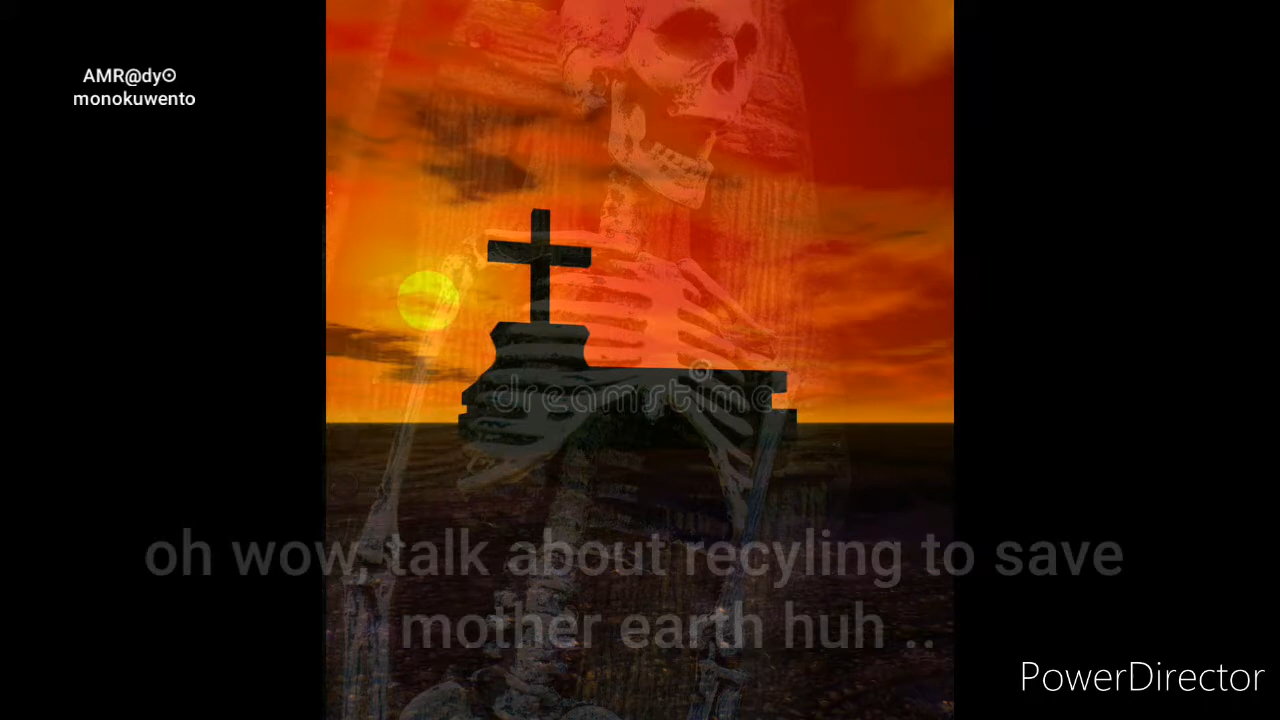 AMR@dy⊙
monokuwento
dreamstime
oh wow, talk about recyling to save
mother earth huh ..
PowerDirector